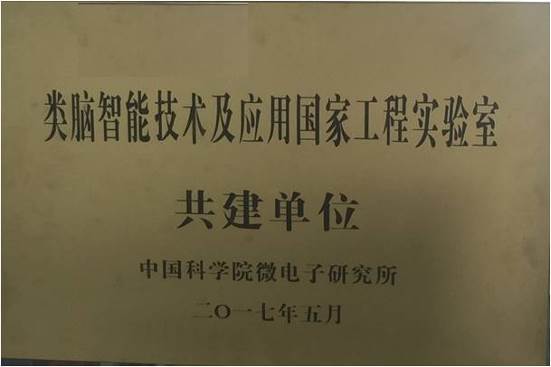 类脑智能技术及应用国家工程实验室
共建单位
中国科学院微电子研究所
二〇一七年五月